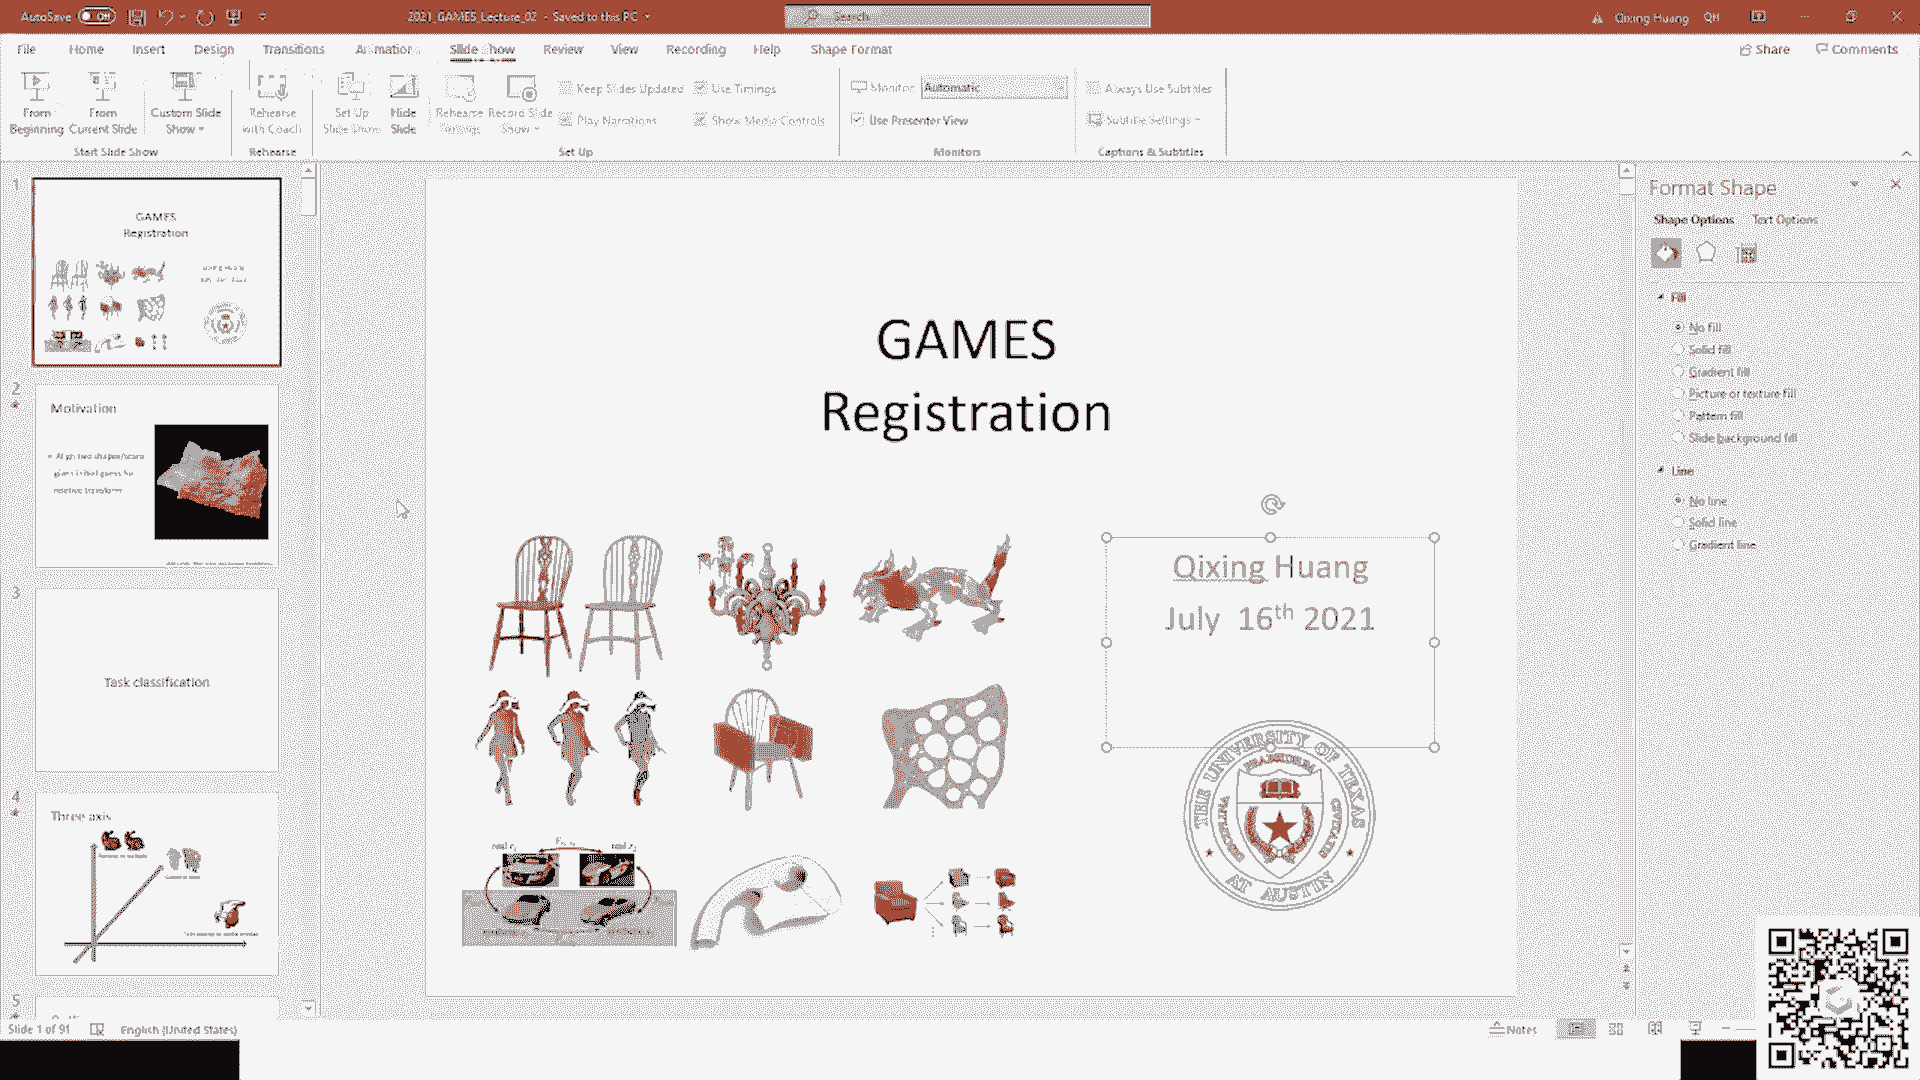 AutoSave Off
2021_GAMES_Lecture_02 - Saved to this PC
Search
Qixing Huang QH
File Home Insert Design Transitions Animations Slide Show Review View Recording Help Shape Format
Share Comments
From Beginning
From Current Slide
Custom Slide Show
Start Slide Show
Rehearse with Coach
Rehearse
Set Up Slide Show
Hide Slide
Rehearse Timings
Record Slide Show
Keep Slides Updated
Use Timings
Play Narrations
Show Media Controls
Set Up
Monitor: Automatic
Use Presenter View
Monitors
Always Use Subtitles
Subtitle Settings
Captions & Subtitles
1
GAMES
Registration
2
Motivation
3
Task classification
4
Three axis
5
GAMES
Registration
Qixing Huang
July 16th 2021
THE UNIVERSITY OF TEXAS
AT AUSTIN
Format Shape
Shape Options Text Options
Fill
No fill
Solid fill
Gradient fill
Picture or texture fill
Pattern fill
Slide background fill
Line
No line
Solid line
Gradient line
Slide 1 of 91
English (United States)
Notes